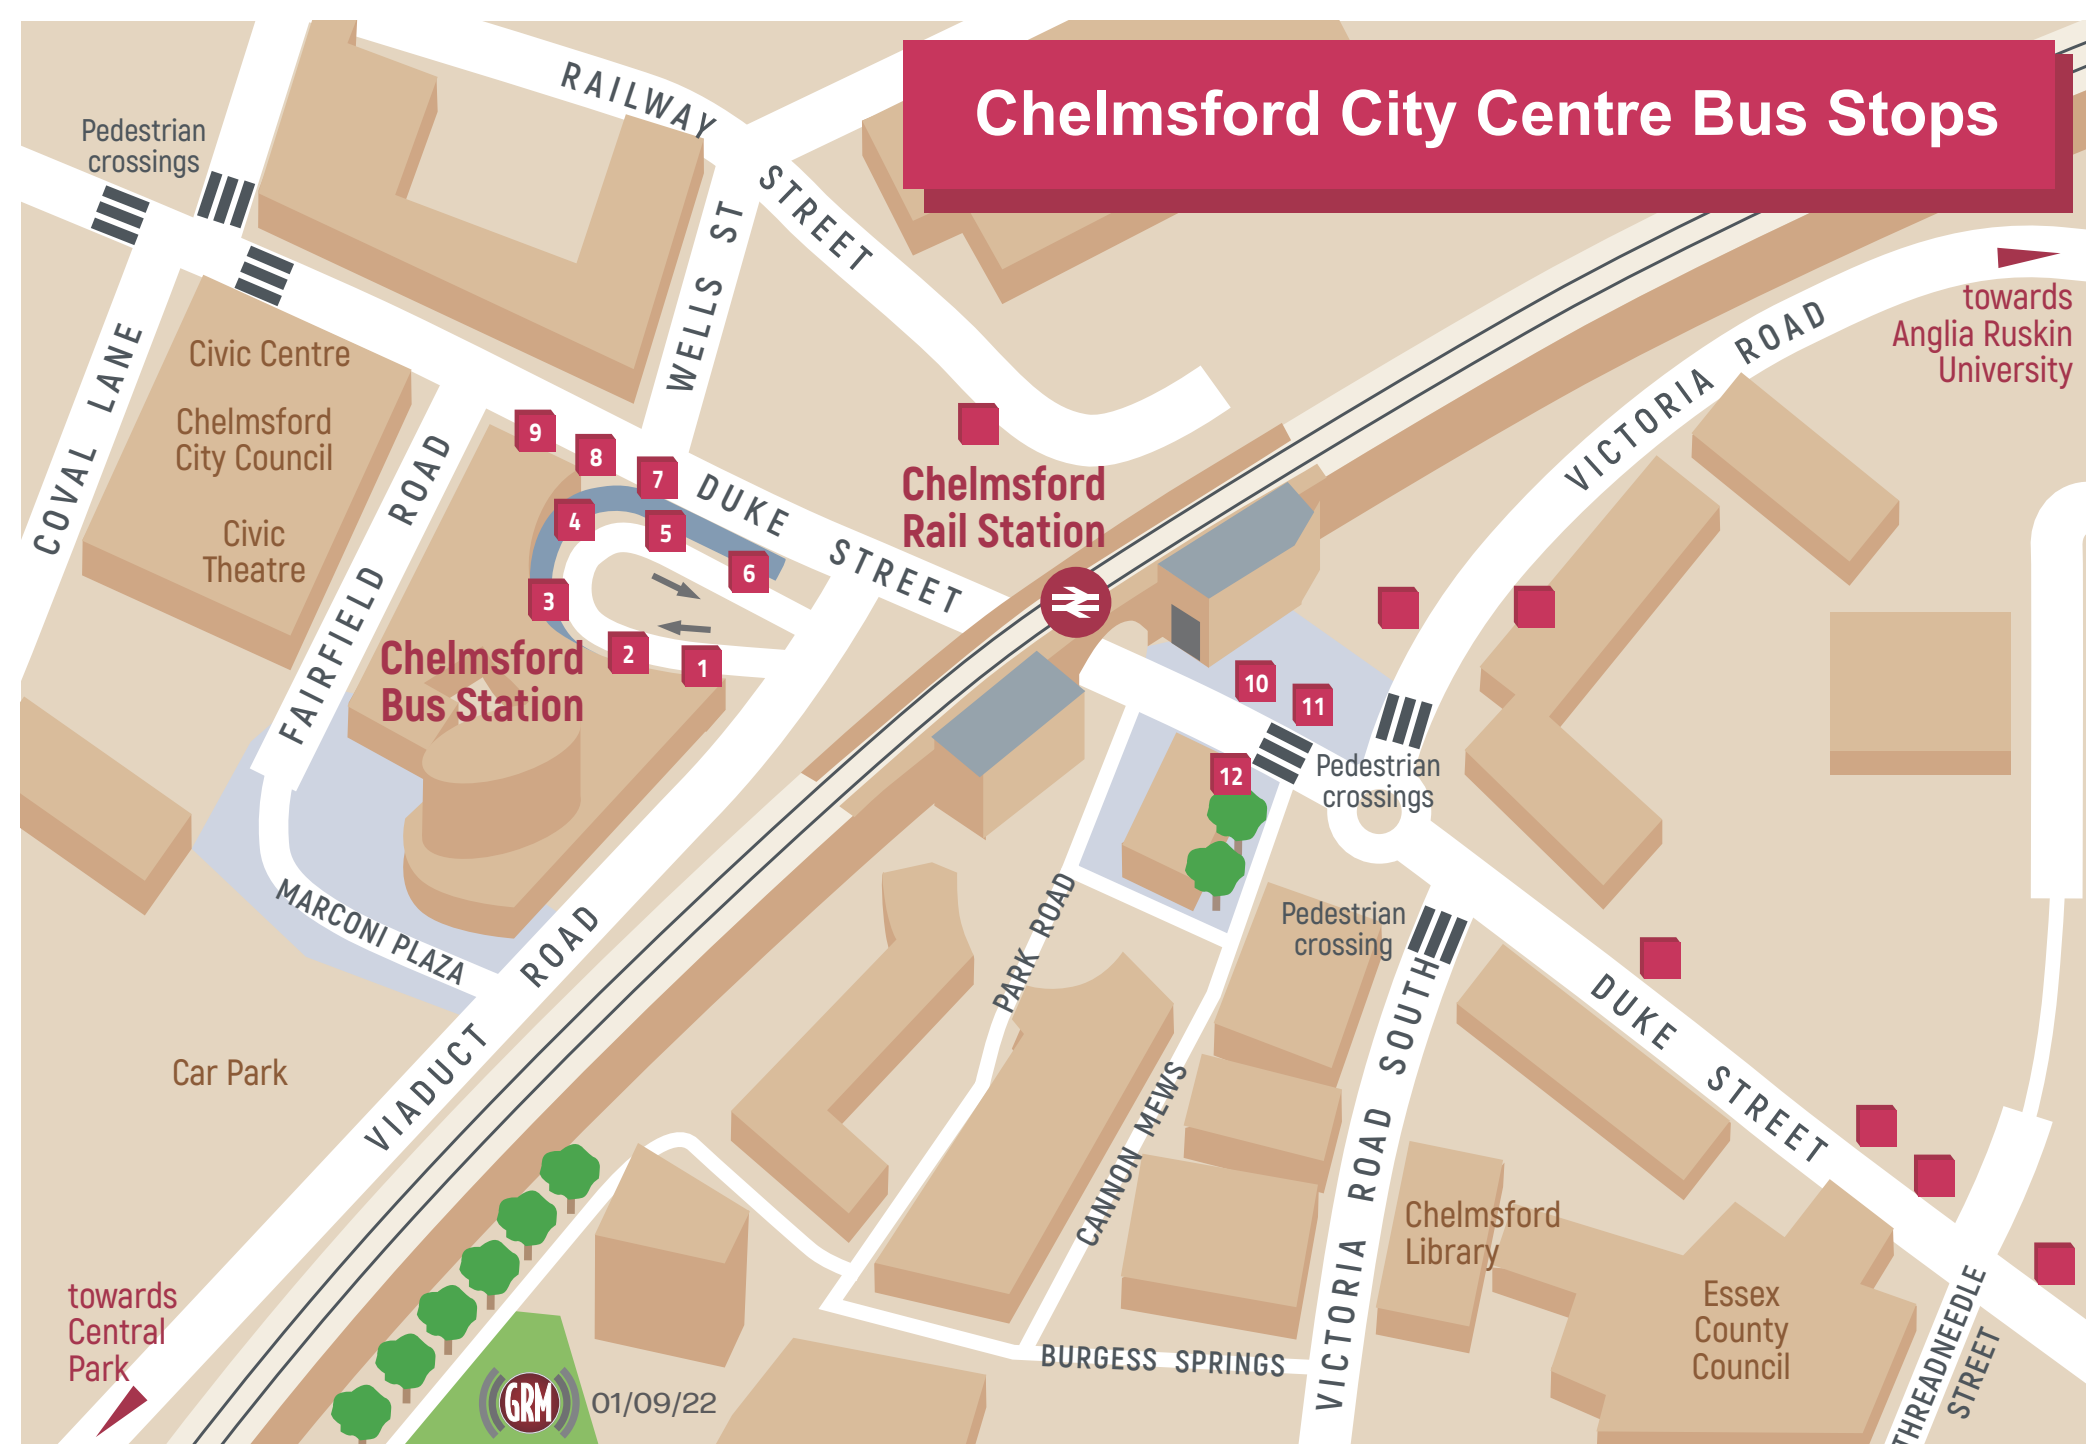 Chelmsford City Centre Bus Stops
RAILWAY
STREET
Pedestrian
crossings
WELLS ST
towards
Anglia Ruskin
University
VICTORIA ROAD
Civic Centre
Chelmsford
City Council
Civic
Theatre
COVAL LANE
FAIRFIELD ROAD
9
8
7
4
5
6
3
2
1
DUKE STREET
Chelmsford
Rail Station
Chelmsford
Bus Station
10
11
12
Pedestrian
crossings
Pedestrian
crossing
MARCONI PLAZA
VIADUCT ROAD
PARK ROAD
CANNON MEWS
VICTORIA ROAD SOUTH
DUKE STREET
Car Park
Chelmsford
Library
Essex
County
Council
towards
Central
Park
BURGESS SPRINGS
THREADNEEDLE
STREET
GRM
01/09/22